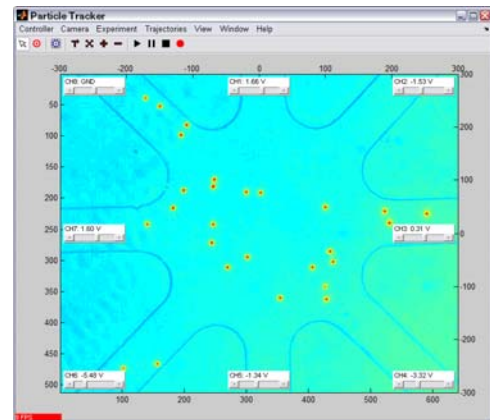 Particle Tracker
Controller Camera Experiment Trajectories View Window Help
-300 -200 -100 0 100 200 300
CH8: GND
CH1: 1.66 V
CH2: -1.53 V
50
100
150
200
250
300
350
400
450
500
300
200
100
0
-100
-200
-300
CH7: 1.60 V
CH3: 0.31 V
CH6: -5.48 V
CH5: -1.34 V
CH4: -3.32 V
100 200 300 400 500 600
FPS